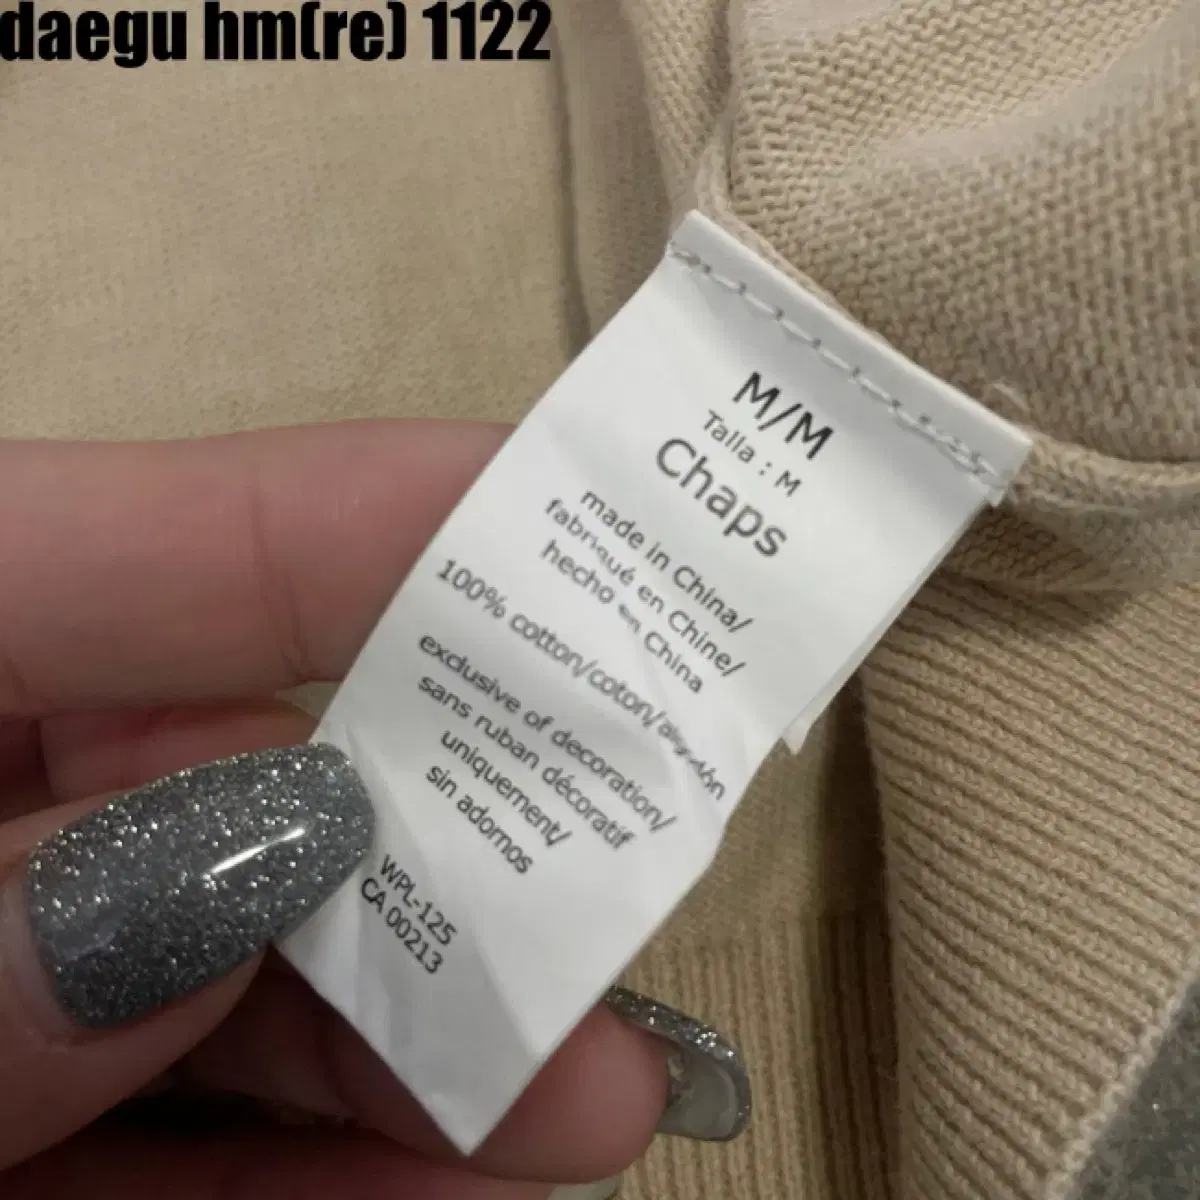 daegu hm(re) 1122
M/M
Talla : M
Chaps
made in China/
fabriqué en Chine/
hecho en China
100% cotton/coton/algodón
exclusive of decoration/
sans ruban décoratif
uniquement/
sin adornos
WPL-125
CA 00213